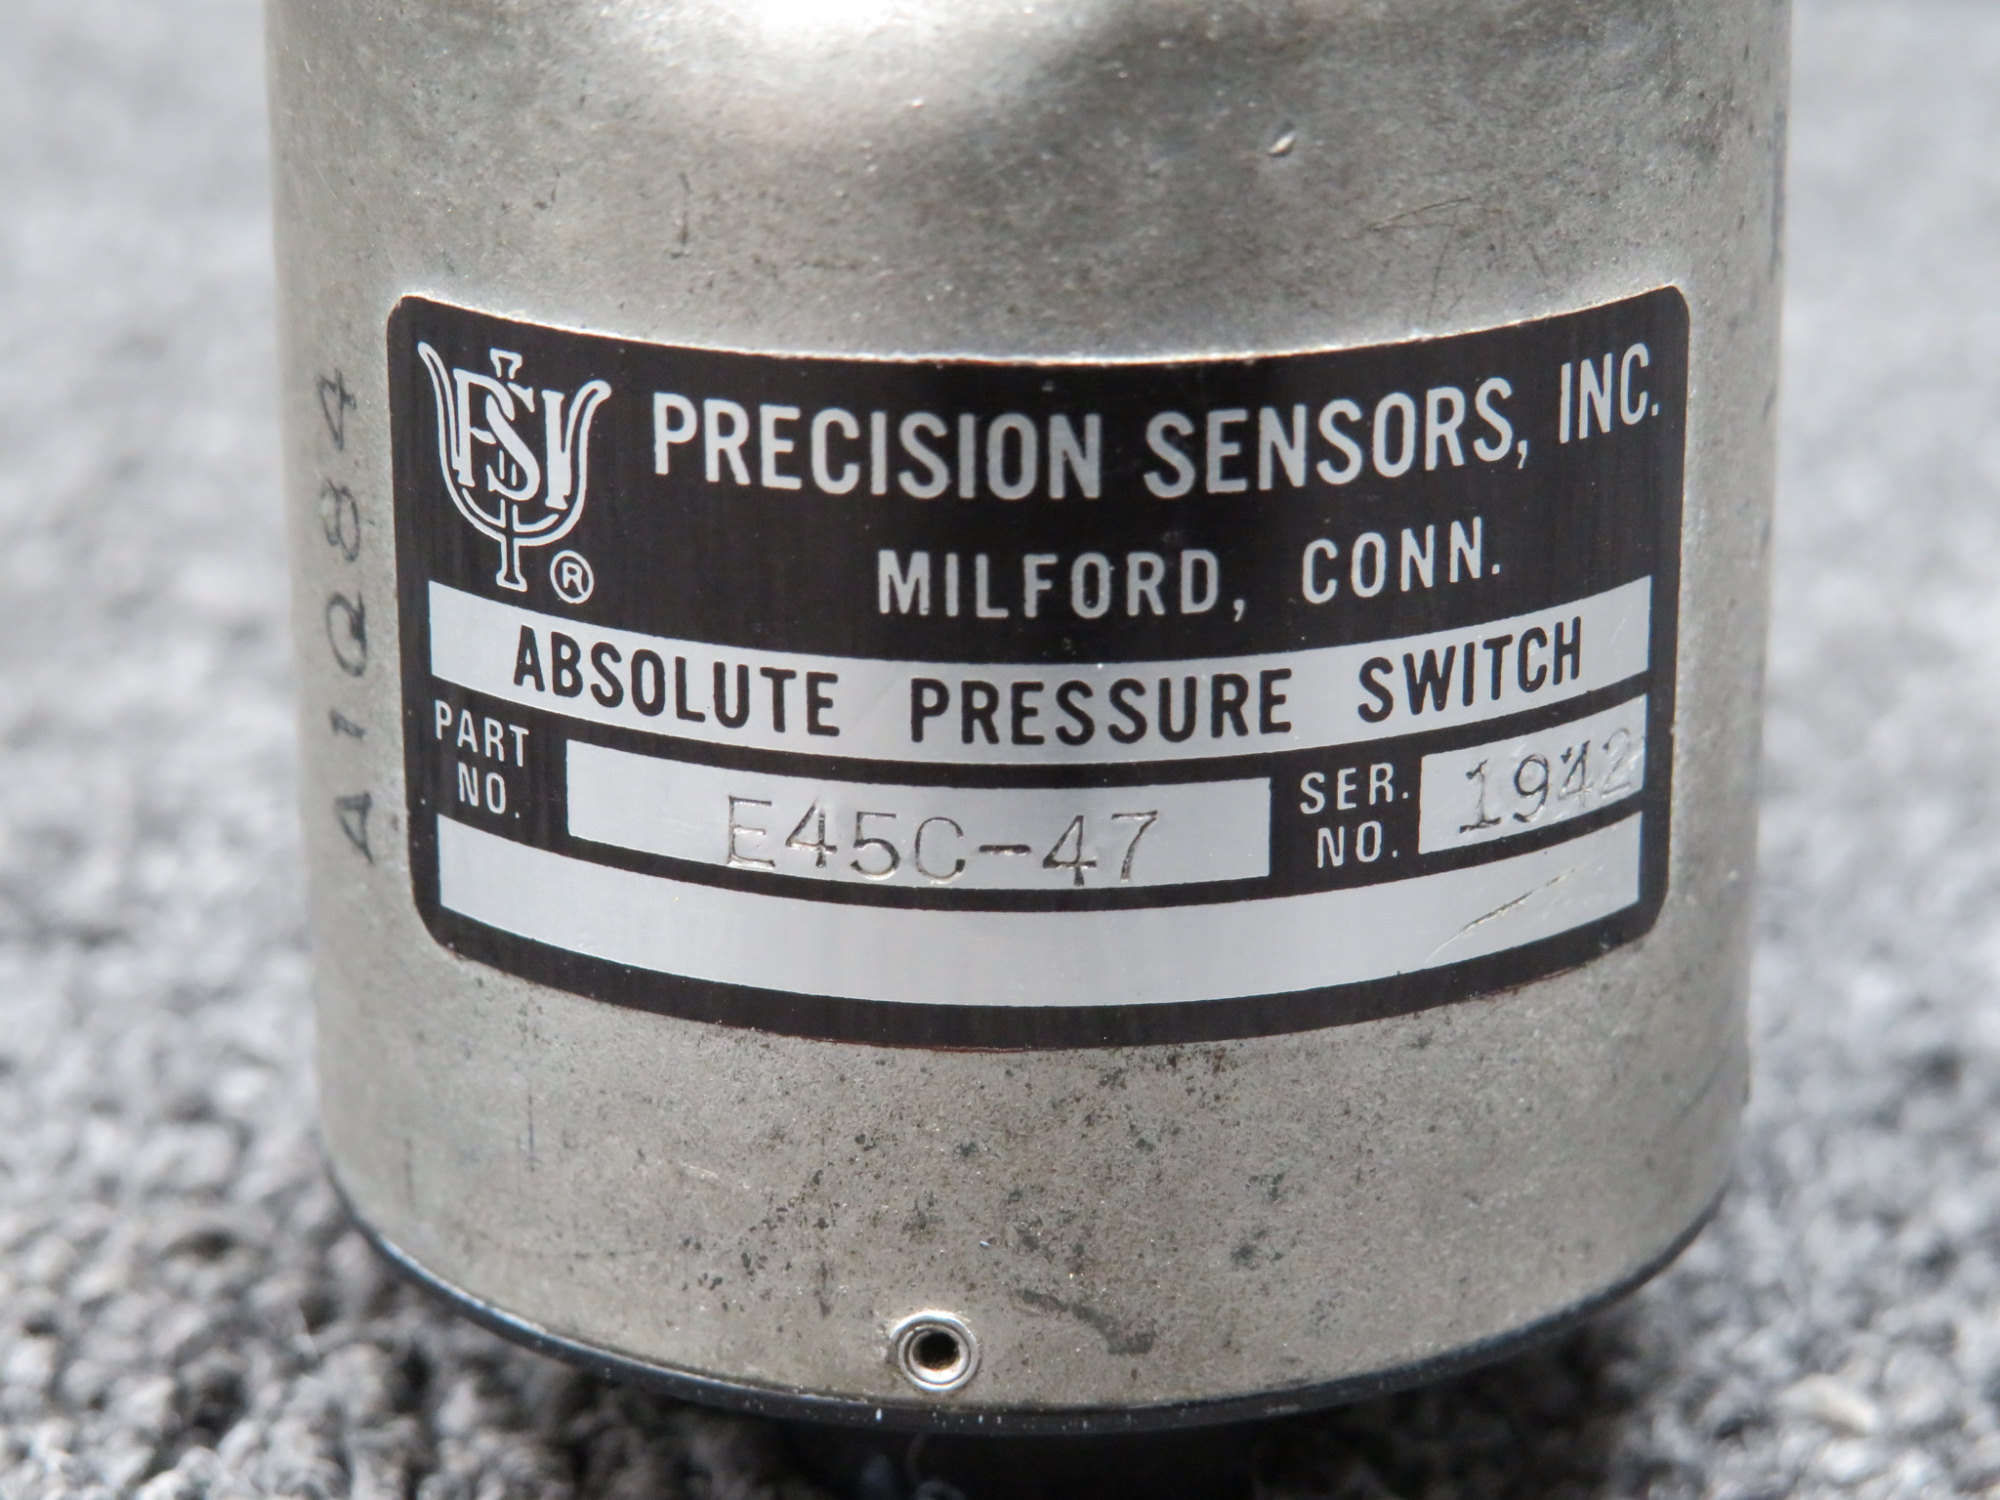 PSI
®
PRECISION SENSORS, INC.
MILFORD, CONN.
ABSOLUTE PRESSURE SWITCH
PART NO. E45C-47
SER. NO. 1942
A1Q84